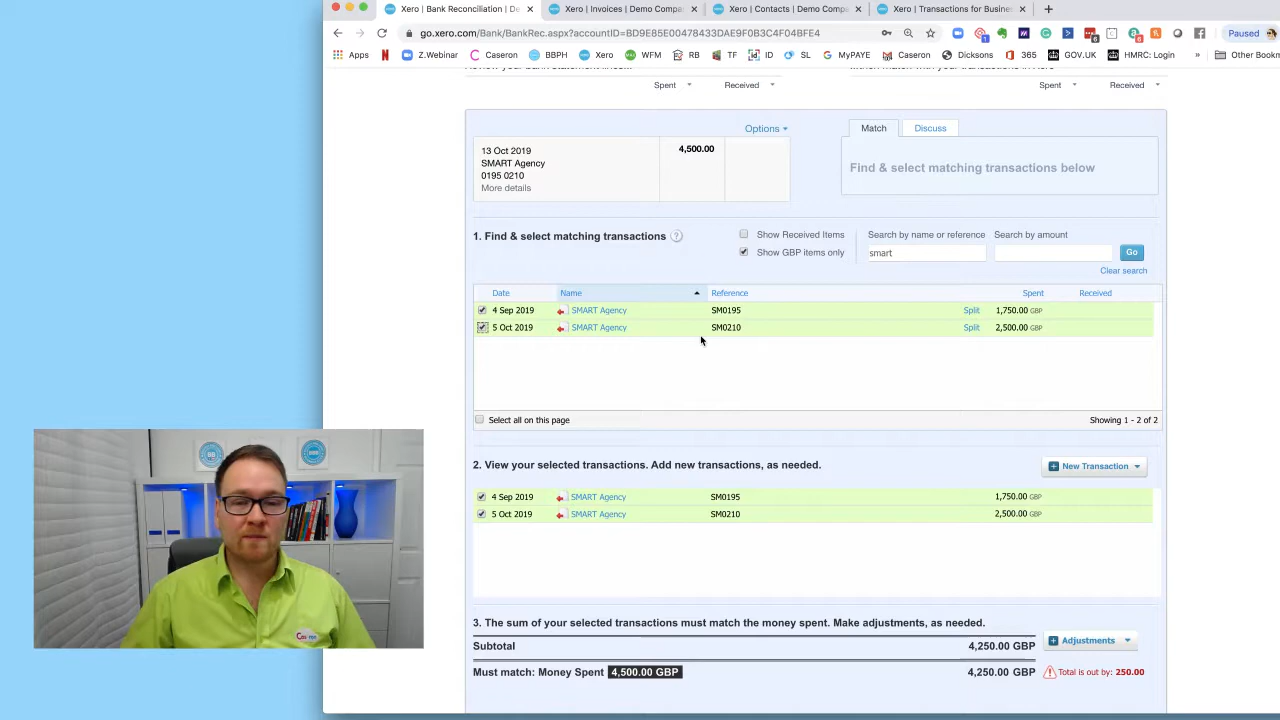 Xero | Bank Reconciliation | De
Xero | Invoices | Demo Compan
Xero | Contacts | Demo Compa
Xero | Transactions for Busines
go.xero.com/Bank/BankRec.aspx?accountID=BD9E85E00478433DAE9F0B3C4F04BFE4
Paused
Apps Z.Webinar Caseron BBPH Xero WFM RB TF ID SL MyPAYE Caseron Dicksons 365 GOV.UK HMRC: Login » Other Bookm
Spent Received Spent Received
Options
Match Discuss
13 Oct 2019 4,500.00
SMART Agency
0195 0210
More details
Find & select matching transactions below
1. Find & select matching transactions ?
Show Received Items
Show GBP items only
Search by name or reference
smart
Search by amount
Go
Clear search
Date Name Reference Spent Received
4 Sep 2019 SMART Agency SM0195 Split 1,750.00 GBP
5 Oct 2019 SMART Agency SM0210 Split 2,500.00 GBP
Select all on this page Showing 1 - 2 of 2
2. View your selected transactions. Add new transactions, as needed.
New Transaction
4 Sep 2019 SMART Agency SM0195 1,750.00 GBP
5 Oct 2019 SMART Agency SM0210 2,500.00 GBP
3. The sum of your selected transactions must match the money spent. Make adjustments, as needed.
Adjustments
Subtotal 4,250.00 GBP
Must match: Money Spent 4,500.00 GBP 4,250.00 GBP Total is out by: 250.00